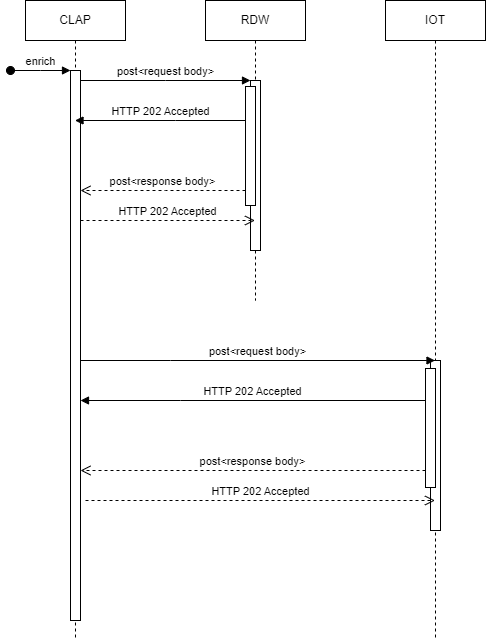 CLAP
RDW
IOT
enrich
post<request body>
HTTP 202 Accepted
post<response body>
HTTP 202 Accepted
post<request body>
HTTP 202 Accepted
post<response body>
HTTP 202 Accepted